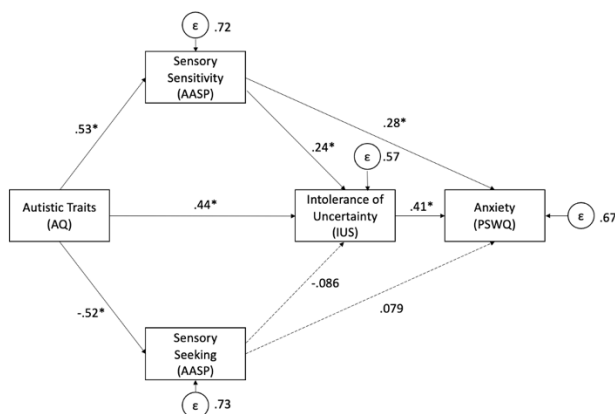 ε .72
Sensory
Sensitivity
(AASP)
.53*
.28*
.24*
ε .57
Autistic Traits
(AQ)
.44*
Intolerance of
Uncertainty
(IUS)
.41*
Anxiety
(PSWQ)
ε .67
-.52*
-.086
.079
Sensory
Seeking
(AASP)
ε .73